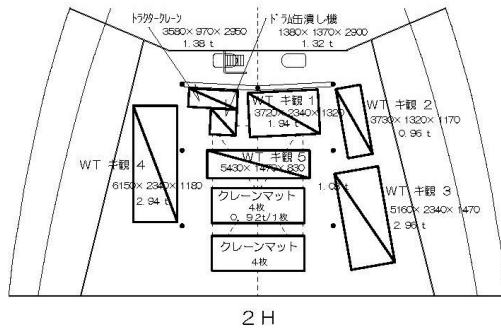 トラクタークレーン
3580×970×2950
1.38 t
ドラム缶潰し機
1380×1370×2900
1.32 t
WT キ観 1
3720×2340×1320
1.94 t
WT キ観 2
3730×1320×1170
0.96 t
WT キ観 4
6150×2340×1180
2.94 t
WT キ観 5
5430×1470×830
1.08 t
WT キ観 3
5160×2340×1470
2.96 t
クレーンマット
4枚
0.92t/1枚
クレーンマット
4枚
2H